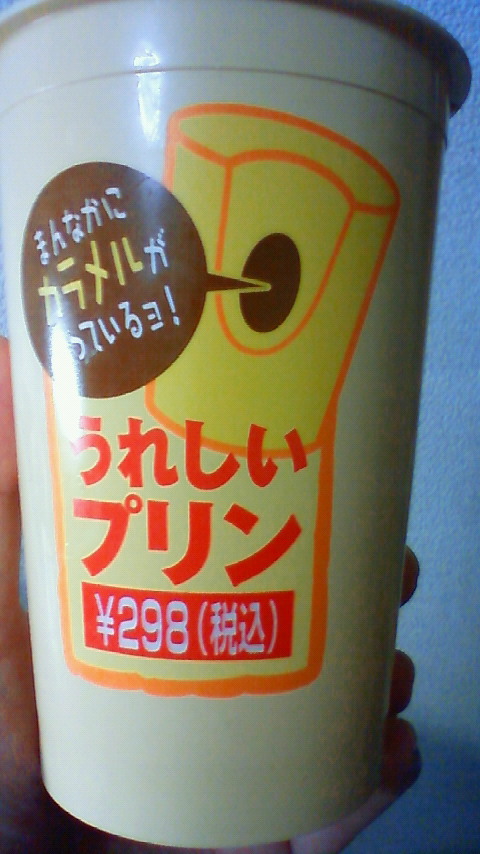 まんなかに
カラメルが
っているヨ!
うれしい
プリン
¥298(税込)